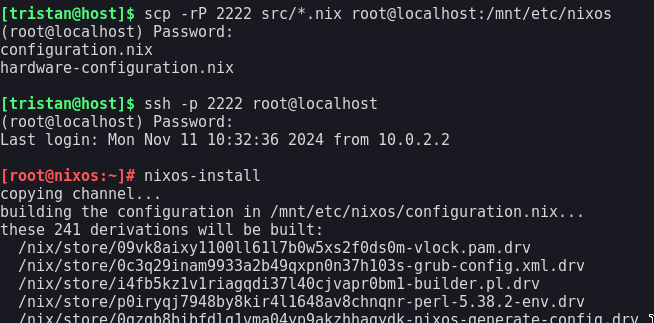 [tristan@host]$ scp -rP 2222 src/*.nix root@localhost:/mnt/etc/nixos
(root@localhost) Password:
configuration.nix
hardware-configuration.nix
[tristan@host]$ ssh -p 2222 root@localhost
(root@localhost) Password:
Last login: Mon Nov 11 10:32:36 2024 from 10.0.2.2
[root@nixos:~]# nixos-install
copying channel...
building the configuration in /mnt/etc/nixos/configuration.nix...
these 241 derivations will be built:
/nix/store/09vk8aixy1100ll61l7b0w5xs2f0ds0m-vlock.pam.drv
/nix/store/0c3q29inam9933a2b49qxpn0n37h103s-grub-config.xml.drv
/nix/store/i4fb5kz1v1riagqdi37l40cjvapr0bm1-builder.pl.drv
/nix/store/p0iryqj7948by8kir4l1648av8chnqnr-perl-5.38.2-env.drv